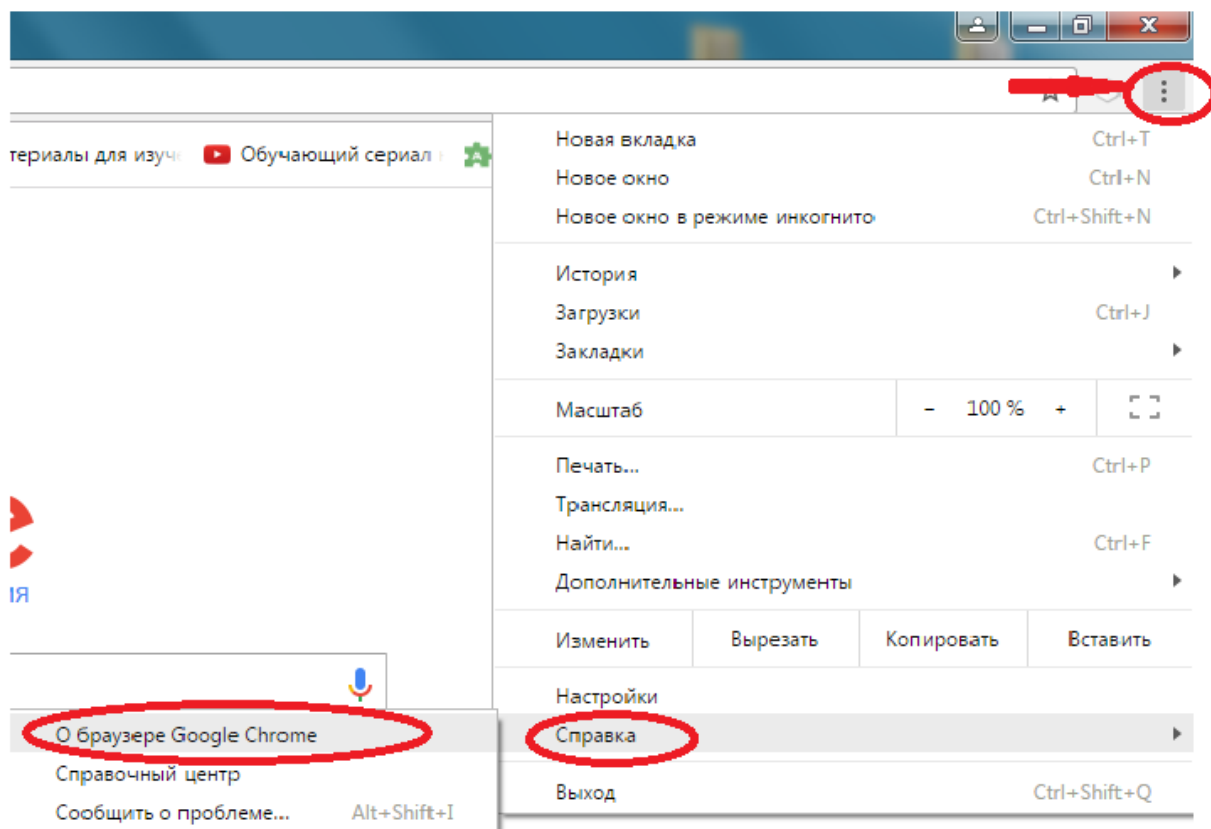 териалы для изуч Обучающий сериал
Новая вкладка Ctrl+T
Новое окно Ctrl+N
Новое окно в режиме инкогнито Ctrl+Shift+N
История
Загрузки Ctrl+J
Закладки
Масштаб - 100 % +
Печать... Ctrl+P
Трансляция...
Найти... Ctrl+F
Дополнительные инструменты
ия
Изменить Вырезать Копировать Вставить
Настройки
О браузере Google Chrome Справка
Справочный центр
Выход Ctrl+Shift+Q
Сообщить о проблеме... Alt+Shift+I